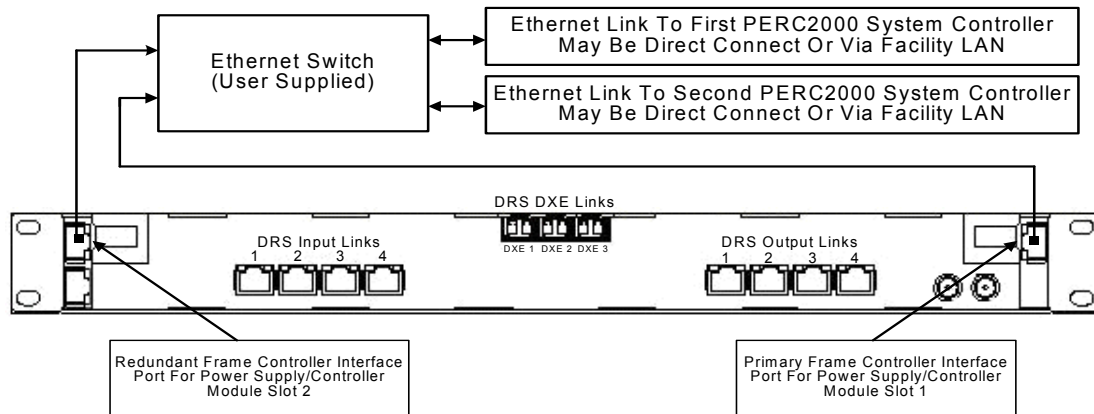 Ethernet Switch
(User Supplied)
Ethernet Link To First PERC2000 System Controller
May Be Direct Connect Or Via Facility LAN
Ethernet Link To Second PERC2000 System Controller
May Be Direct Connect Or Via Facility LAN
DRS DXE Links
DXE 1 DXE 2 DXE 3
DRS Input Links
1 2 3 4
DRS Output Links
1 2 3 4
Redundant Frame Controller Interface
Port For Power Supply/Controller
Module Slot 2
Primary Frame Controller Interface
Port For Power Supply/Controller
Module Slot 1